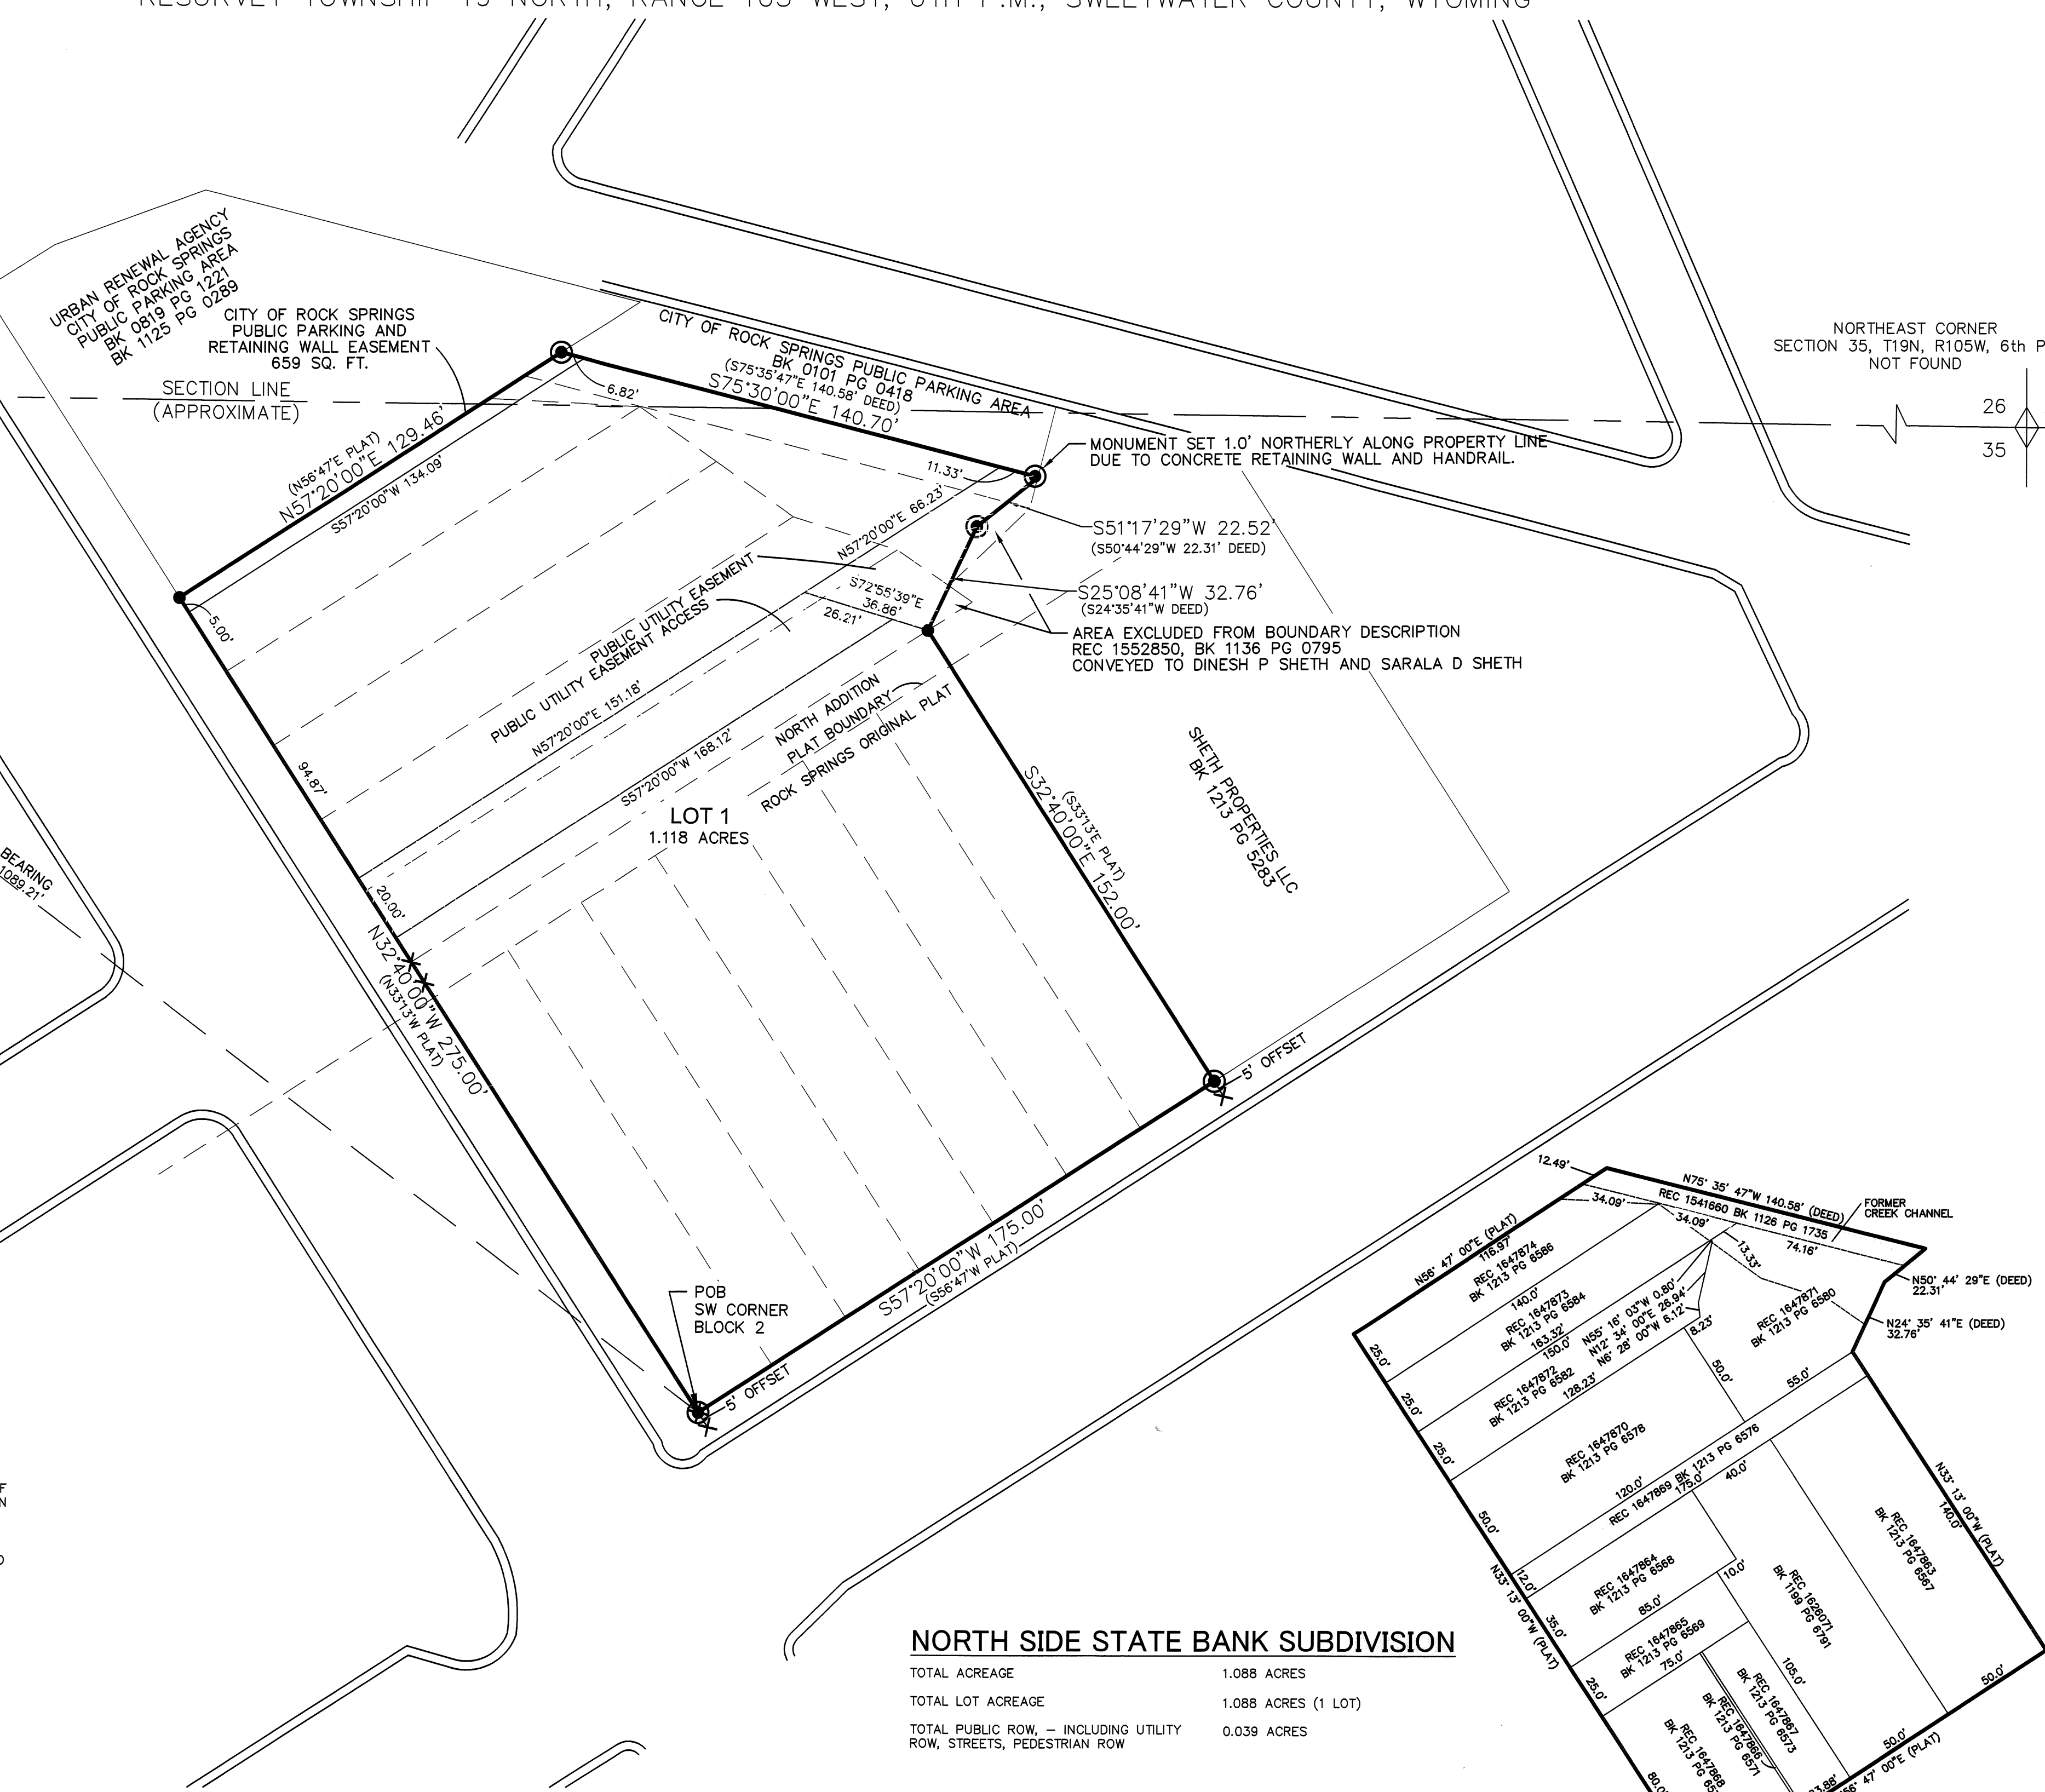 RESURVEY TOWNSHIP 19 NORTH, RANGE 105 WEST, 6TH P.M., SWEETWATER COUNTY, WYOMING
URBAN RENEWAL AGENCY
CITY OF ROCK SPRINGS
PUBLIC PARKING AREA
BK 0819 PG 1221
BK 1125 PG 0289
CITY OF ROCK SPRINGS
PUBLIC PARKING AND
RETAINING WALL EASEMENT
659 SQ. FT.
SECTION LINE
(APPROXIMATE)
CITY OF ROCK SPRINGS PUBLIC PARKING AREA
BK 0101 PG 0418
(S75°35'47"E 140.58' DEED)
S75°30'00"E 140.70'
6.82'
NORTHEAST CORNER
SECTION 35, T19N, R105W, 6th P
NOT FOUND
26
35
MONUMENT SET 1.0' NORTHERLY ALONG PROPERTY LINE
DUE TO CONCRETE RETAINING WALL AND HANDRAIL.
11.33'
(N56°47'E PLAT)
N57°20'00"E 129.46'
S57°20'00"W 134.09'
N57°20'00"E 66.23'
S51°17'29"W 22.52'
(S50°44'29"W 22.31' DEED)
S25°08'41"W 32.76'
(S24°35'41"W DEED)
AREA EXCLUDED FROM BOUNDARY DESCRIPTION
REC 1552850, BK 1136 PG 0795
CONVEYED TO DINESH P SHETH AND SARALA D SHETH
5.00'
S72°55'39"E
36.86'
26.21'
PUBLIC UTILITY EASEMENT
PUBLIC UTILITY EASEMENT ACCESS
N57°20'00"E 151.18'
S57°20'00"W 168.12'
NORTH ADDITION
PLAT BOUNDARY
ROCK SPRINGS ORIGINAL PLAT
94.87'
LOT 1
1.118 ACRES
(S33°13'E PLAT)
S32°40'00"E 152.00'
SHETH PROPERTIES LLC
BK 1213 PG 5283
BEARING
1089.21'
20.00'
N32°40'00"W 275.00'
(N33°13'W PLAT)
5' OFFSET
S57°20'00"W 175.00'
(S56°47'W PLAT)
POB
SW CORNER
BLOCK 2
5' OFFSET
12.49'
N75° 35' 47"W 140.58' (DEED)
REC 1541660 BK 1126 PG 1735
FORMER
CREEK CHANNEL
34.09'
34.09'
74.16'
13.33'
N56° 47' 00"E (PLAT)
116.97'
REC 1647874
BK 1213 PG 6586
N50° 44' 29"E (DEED)
22.31'
N24° 35' 41"E (DEED)
32.76'
140.0'
REC 1647873
BK 1213 PG 6584
163.32'
150.0'
N55° 16' 03"W 0.80'
N12° 34' 00"E 26.94'
N6° 28' 00"W 6.12'
8.23'
REC 1647871
BK 1213 PG 6580
25.0'
25.0'
25.0'
REC 1647872
BK 1213 PG 6582
128.23'
50.0'
55.0'
REC 1647870
BK 1213 PG 6578
50.0'
120.0'
REC 1647869 BK 1213 PG 6576
175.0'
40.0'
12.0'
N33° 13' 00"W (PLAT)
140.0'
REC 1647863
BK 1213 PG 6567
REC 1647864
BK 1213 PG 6568
85.0'
10.0'
35.0'
N33° 13' 00"W (PLAT)
REC 1626071
BK 1199 PG 6791
REC 1647865
BK 1213 PG 6569
75.0'
25.0'
105.0'
REC 1647867
BK 1213 PG 6573
REC 1647866
BK 1213 PG 6571
REC 1647868
BK 1213 PG
50.0'
50.0'
47' 00"E (PLAT)
NORTH SIDE STATE BANK SUBDIVISION
TOTAL ACREAGE 1.088 ACRES
TOTAL LOT ACREAGE 1.088 ACRES (1 LOT)
TOTAL PUBLIC ROW, – INCLUDING UTILITY 0.039 ACRES
ROW, STREETS, PEDESTRIAN ROW